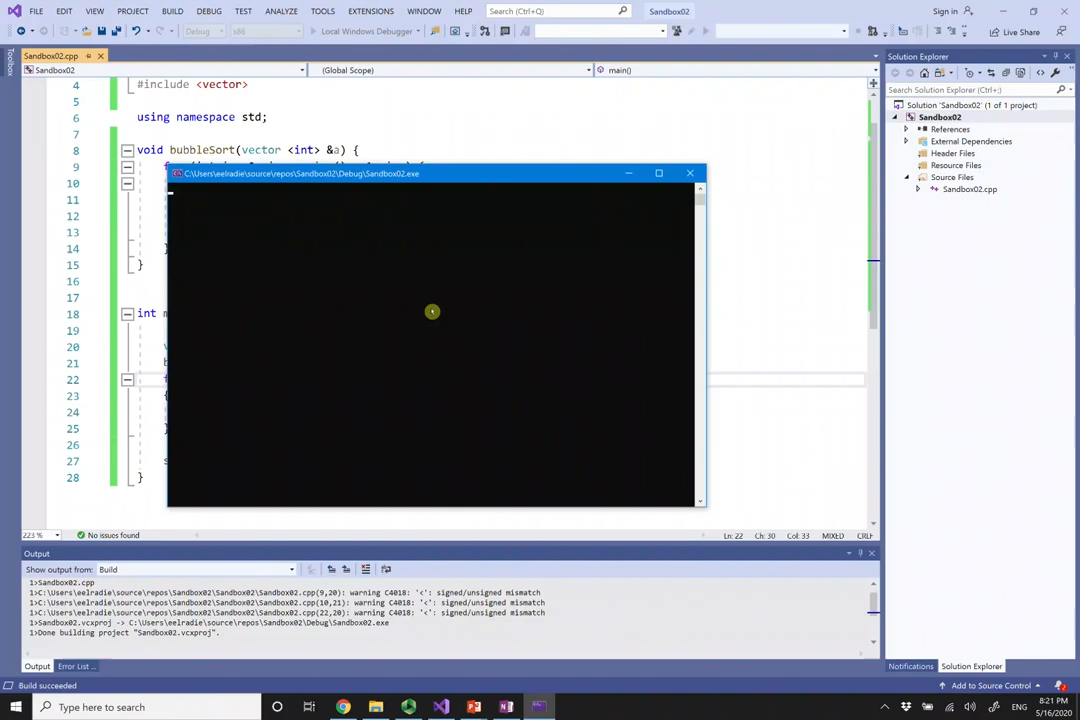 FILE EDIT VIEW PROJECT BUILD DEBUG TEST ANALYZE TOOLS EXTENSIONS WINDOW HELP Search (Ctrl+Q) Sandbox02 Sign in
Debug x86 Local Windows Debugger Live Share
Toolbox
Sandbox02.cpp
Sandbox02 (Global Scope) main()
4 #include <vector>
5
6 using namespace std;
7
8 void bubbleSort(vector <int> &a) {
9
10
11
12
13
14
15 }
16
17
18 int m
19
20
21
22
23
24
25
26
27
28 }
C:\Users\eelradie\source\repos\Sandbox02\Debug\Sandbox02.exe
223 % No issues found Ln: 22 Ch: 30 Col: 33 MIXED CRLF
Output
Show output from: Build
1>Sandbox02.cpp
1>C:\Users\eelradie\source\repos\Sandbox02\Sandbox02\Sandbox02.cpp(9,20): warning C4018: '<': signed/unsigned mismatch
1>C:\Users\eelradie\source\repos\Sandbox02\Sandbox02\Sandbox02.cpp(10,21): warning C4018: '<': signed/unsigned mismatch
1>C:\Users\eelradie\source\repos\Sandbox02\Sandbox02\Sandbox02.cpp(22,20): warning C4018: '<': signed/unsigned mismatch
1>Sandbox02.vcxproj -> C:\Users\eelradie\source\repos\Sandbox02\Debug\Sandbox02.exe
1>Done building project "Sandbox02.vcxproj".
Output Error List ...
Solution Explorer
Search Solution Explorer (Ctrl+;)
Solution 'Sandbox02' (1 of 1 project)
Sandbox02
References
External Dependencies
Header Files
Resource Files
Source Files
Sandbox02.cpp
Notifications Solution Explorer
Build succeeded Add to Source Control 2
Type here to search ENG 8:21 PM
5/16/2020